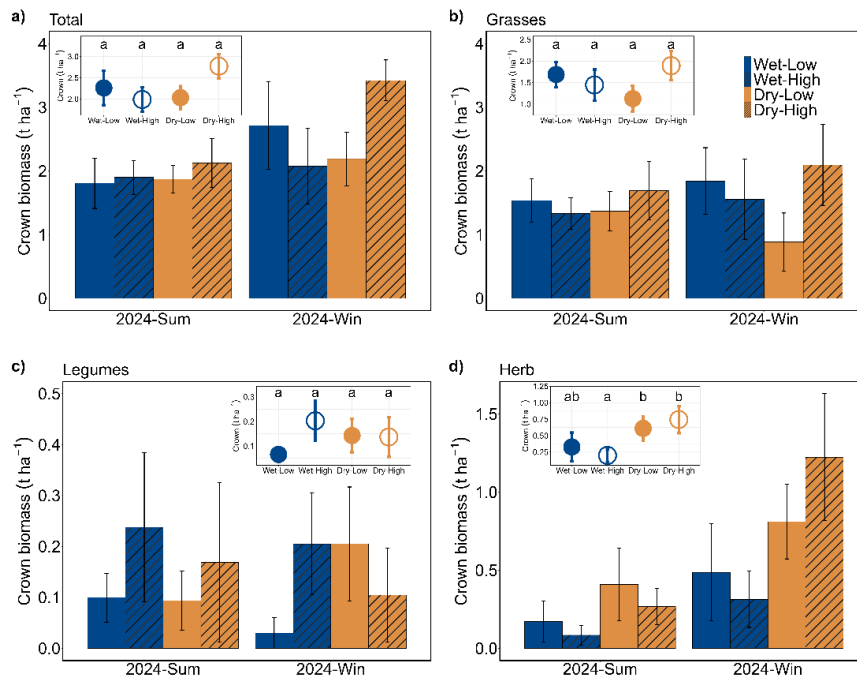 a) Total
Crown biomass (t ha⁻¹)
4
3
2
1
0
2024-Sum 2024-Win
Crown (t ha⁻¹)
3.0
2.5
2.0
a a a a
Wet-Low Wet-High Dry-Low Dry-High
b) Grasses
Crown biomass (t ha⁻¹)
4
3
2
1
0
2024-Sum 2024-Win
Crown (t ha⁻¹)
2.0
1.5
1.0
a a a a
Wet-Low Wet-High Dry-Low Dry-High
Wet-Low
Wet-High
Dry-Low
Dry-High
c) Legumes
Crown biomass (t ha⁻¹)
0.5
0.4
0.3
0.2
0.1
0.0
2024-Sum 2024-Win
Crown (t ha⁻¹)
0.3
0.2
0.1
a a a a
Wet-Low Wet-High Dry-Low Dry-High
d) Herb
Crown biomass (t ha⁻¹)
1.5
1.0
0.5
0.0
2024-Sum 2024-Win
Crown (t ha⁻¹)
1.25
1.00
0.75
0.50
0.25
ab a b b
Wet-Low Wet-High Dry-Low Dry-High